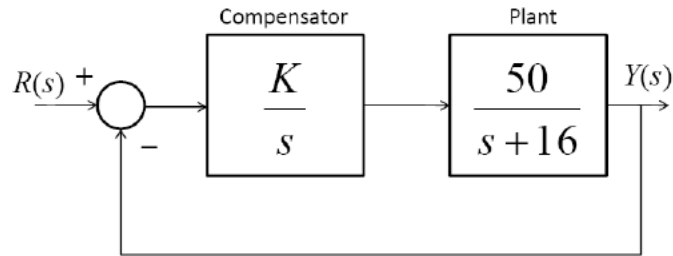 Compensator
Plant
R(s) +
K
s
50
s + 16
Y(s)
−